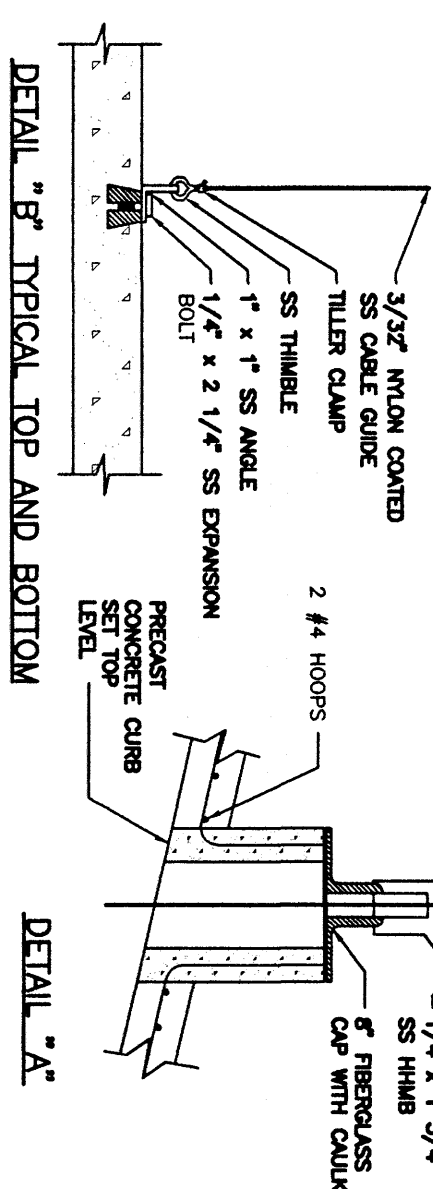 3/32" NYLON COATED
SS CABLE GUIDE
TILLER CLAMP
SS THIMBLE
1" x 1" SS ANGLE
1/4" x 2 1/4" SS EXPANSION
BOLT
DETAIL "B" TYPICAL TOP AND BOTTOM
SS HHMB
8" FIBERGLASS
CAP WITH CAULK
2 #4 HOOPS
PRECAST
CONCRETE CURB
SET TOP
LEVEL
DETAIL "A"